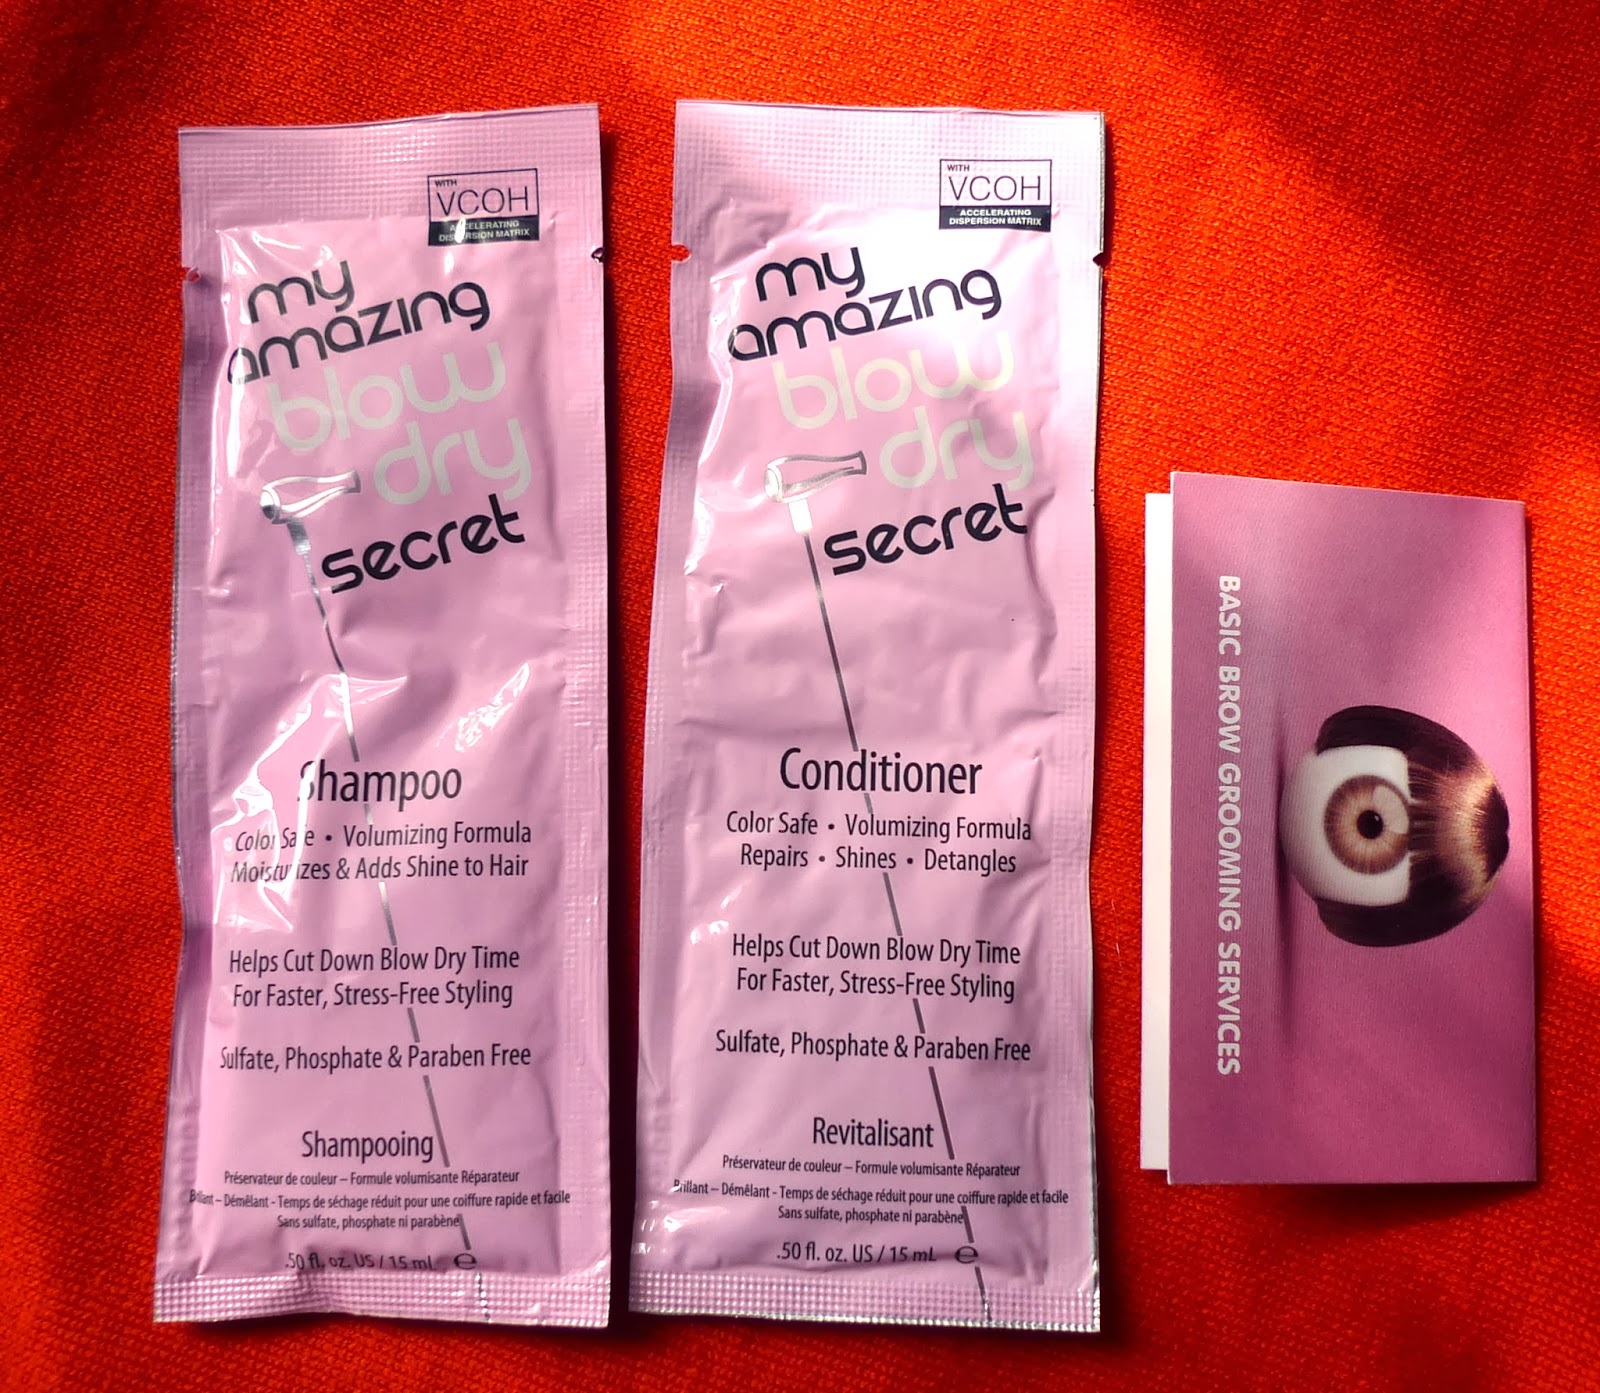 WITH
VCOH
ACCELERATING
DISPERSION MATRIX
my
amazing
blow
dry
secret
Shampoo
Color Safe • Volumizing Formula
Moisturizes & Adds Shine to Hair
Helps Cut Down Blow Dry Time
For Faster, Stress-Free Styling
Sulfate, Phosphate & Paraben Free
Shampooing
Préservateur de couleur – Formule volumisante Réparateur
Brillant – Démêlant - Temps de séchage réduit pour une coiffure rapide et facile
Sans sulfate, phosphate ni parabène
.50 fl. oz. US / 15 mL ℮
WITH
VCOH
ACCELERATING
DISPERSION MATRIX
my
amazing
blow
dry
secret
Conditioner
Color Safe • Volumizing Formula
Repairs • Shines • Detangles
Helps Cut Down Blow Dry Time
For Faster, Stress-Free Styling
Sulfate, Phosphate & Paraben Free
Revitalisant
Préservateur de couleur – Formule volumisante Réparateur
Brillant – Démêlant - Temps de séchage réduit pour une coiffure rapide et facile
Sans sulfate, phosphate ni parabène
.50 fl. oz. US / 15 mL ℮
BASIC BROW GROOMING SERVICES